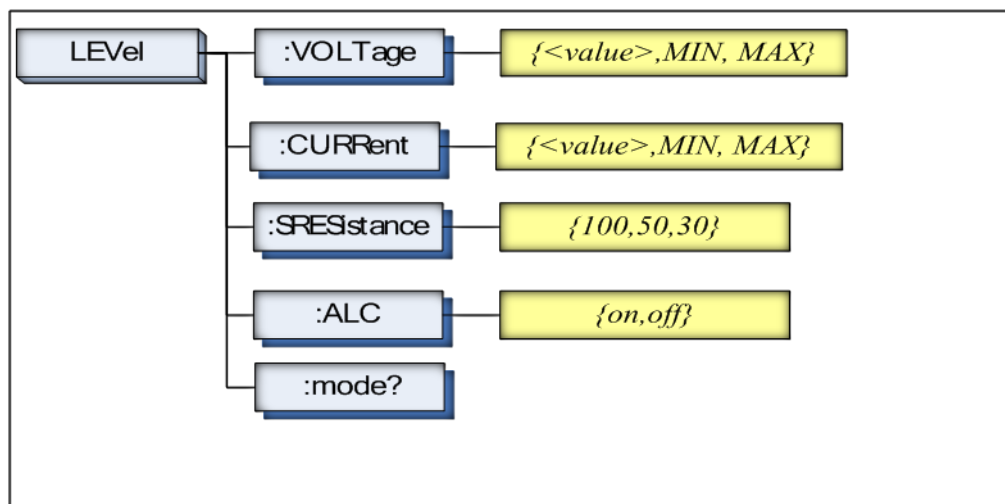 LEVel :VOLTage {<value>,MIN, MAX}
:CURRent {<value>,MIN, MAX}
:SRESistance {100,50,30}
:ALC {on,off}
:mode?